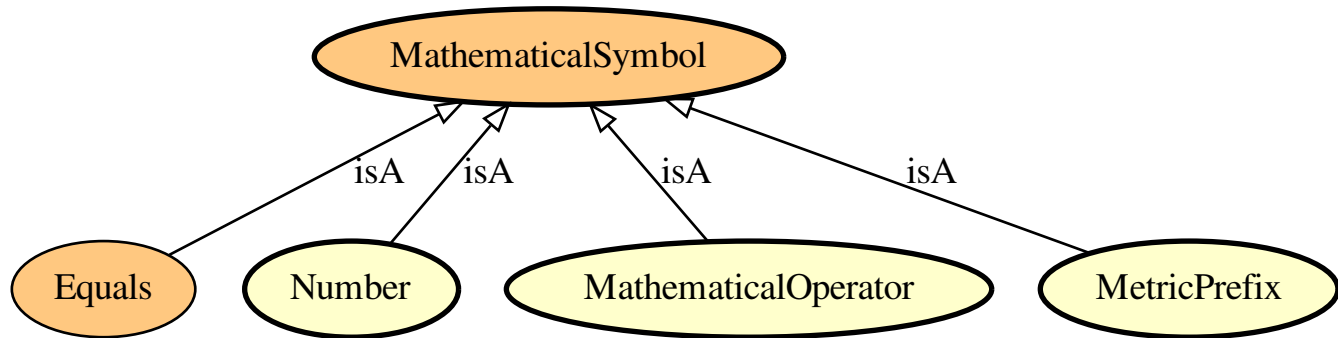 MathematicalSymbol
isA isA isA isA
Equals Number MathematicalOperator MetricPrefix